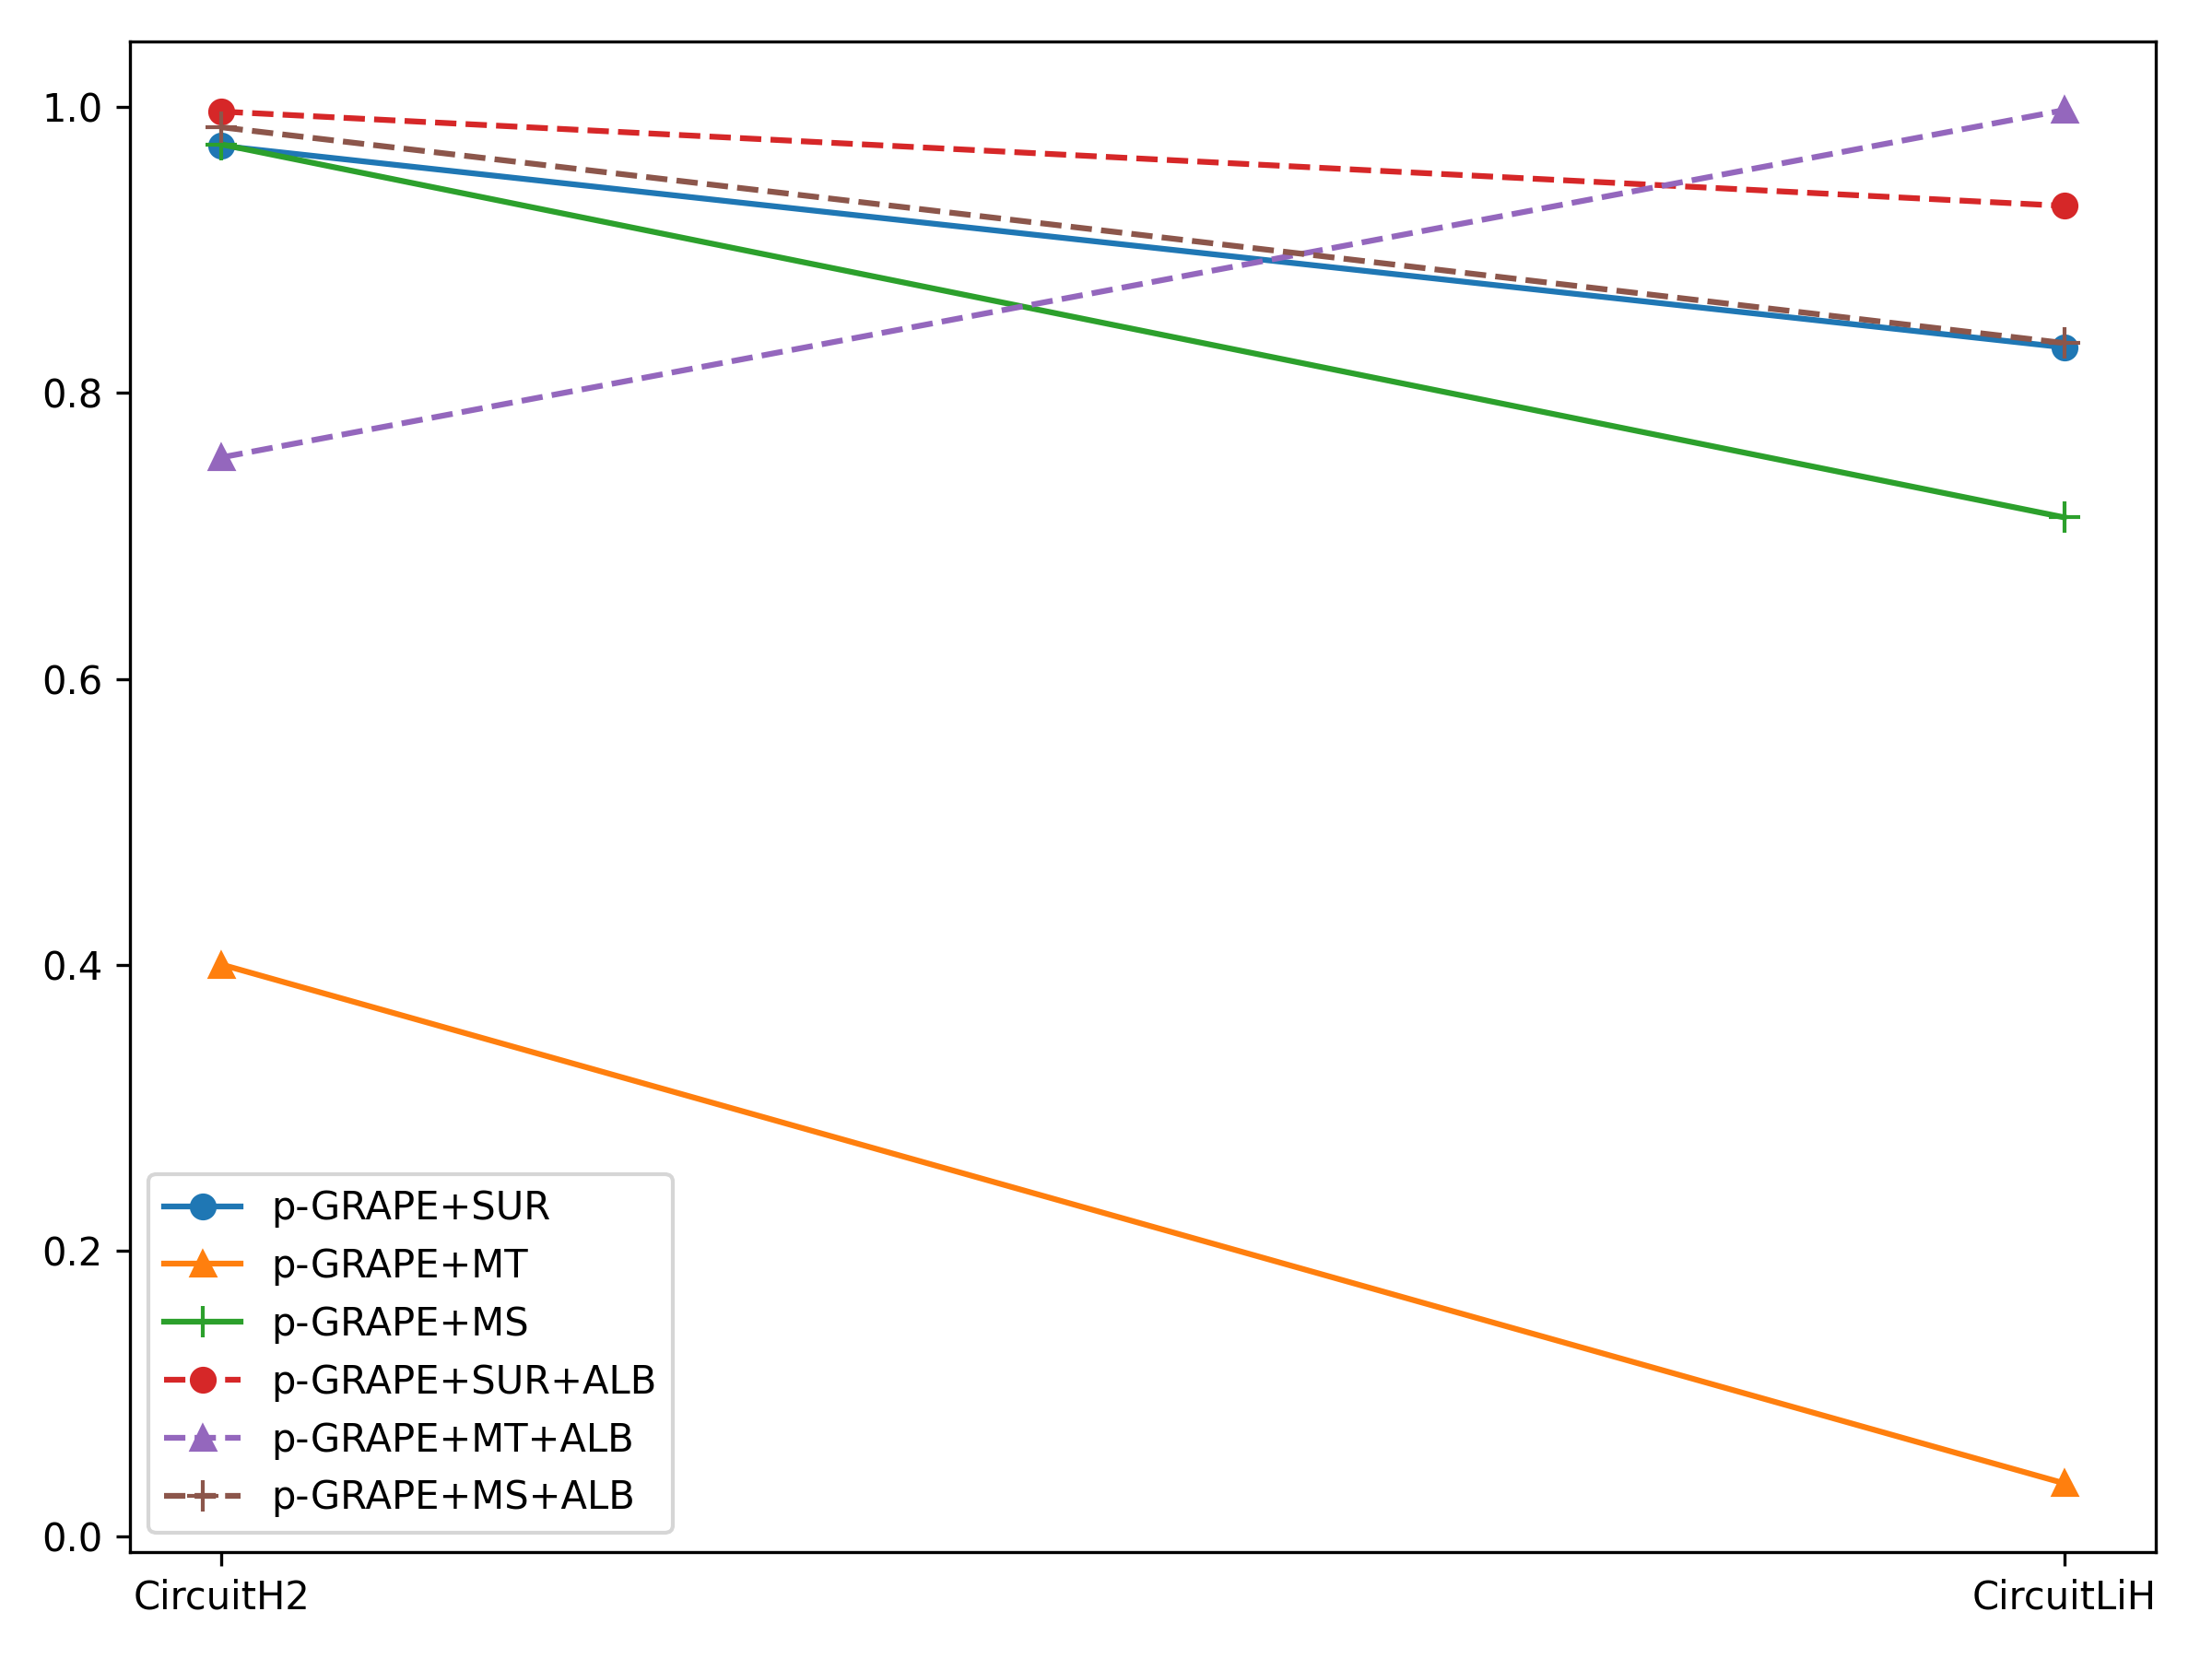 1.0
0.8
0.6
0.4
0.2
0.0
p-GRAPE+SUR
p-GRAPE+MT
p-GRAPE+MS
p-GRAPE+SUR+ALB
p-GRAPE+MT+ALB
p-GRAPE+MS+ALB
CircuitH2
CircuitLiH